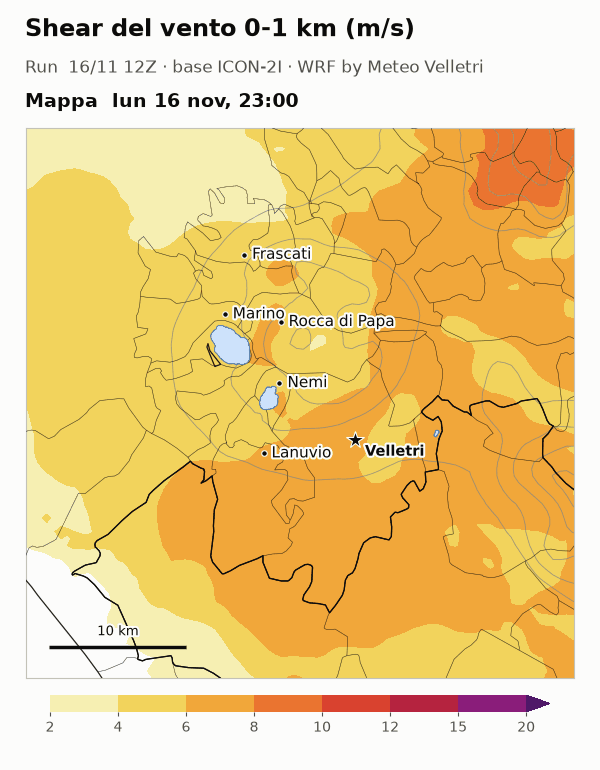 Shear del vento 0-1 km (m/s)
Run  16/11 12Z · base ICON-2I · WRF by Meteo Velletri
Mappa  lun 16 nov, 23:00
Frascati
Marino
Rocca di Papa
Nemi
Velletri
Lanuvio
10 km
2 4 6 8 10 12 15 20